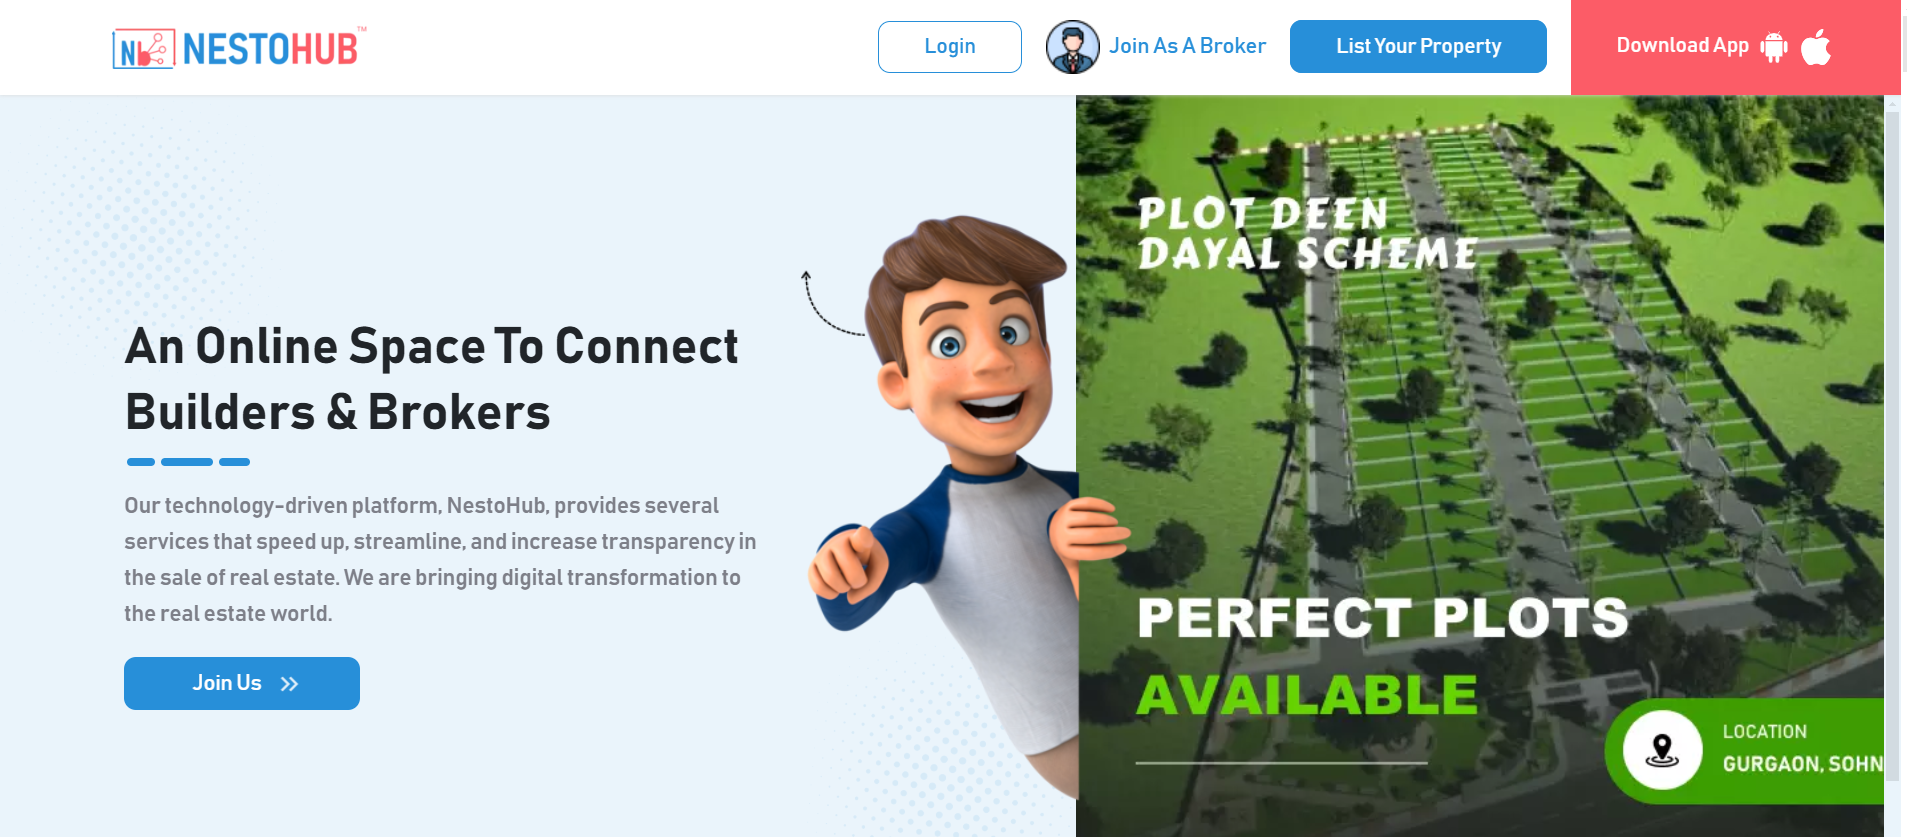 Nb NESTOHUB™
Login
Join As A Broker
List Your Property
Download App
An Online Space To Connect
Builders & Brokers
Our technology-driven platform, NestoHub, provides several
services that speed up, streamline, and increase transparency in
the sale of real estate. We are bringing digital transformation to
the real estate world.
Join Us
PLOT DEEN
DAYAL SCHEME
PERFECT PLOTS
AVAILABLE
LOCATION
GURGAON, SOHN